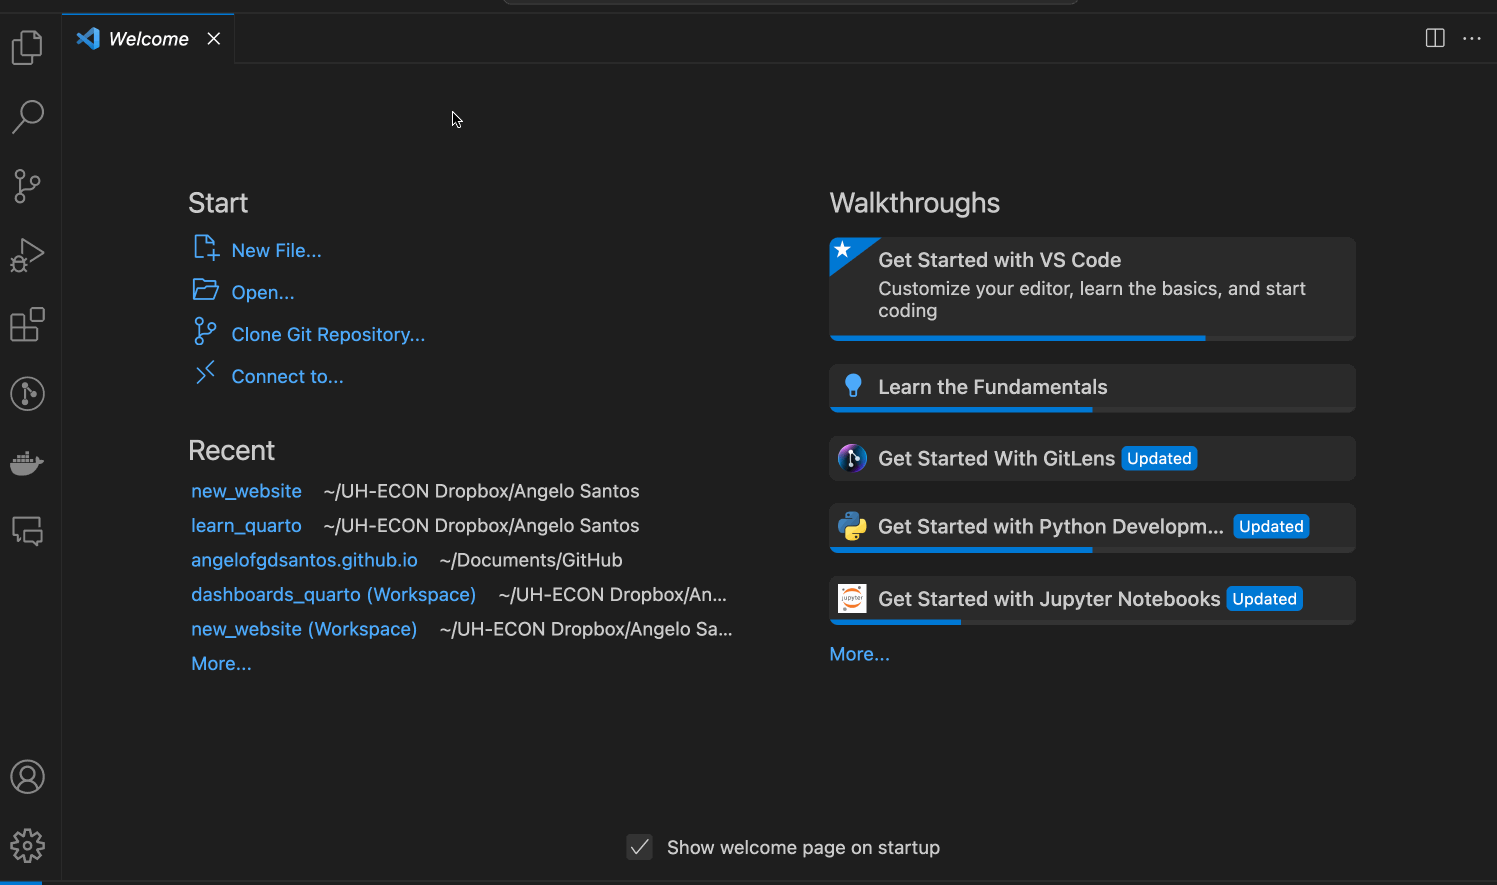 Welcome
Start
New File...
Open...
Clone Git Repository...
Connect to...
Recent
new_website ~/UH-ECON Dropbox/Angelo Santos
learn_quarto ~/UH-ECON Dropbox/Angelo Santos
angelofgdsantos.github.io ~/Documents/GitHub
dashboards_quarto (Workspace) ~/UH-ECON Dropbox/An...
new_website (Workspace) ~/UH-ECON Dropbox/Angelo Sa...
More...
Walkthroughs
Get Started with VS Code
Customize your editor, learn the basics, and start
coding
Learn the Fundamentals
Get Started With GitLens Updated
Get Started with Python Developm... Updated
jupyter
Get Started with Jupyter Notebooks Updated
More...
Show welcome page on startup